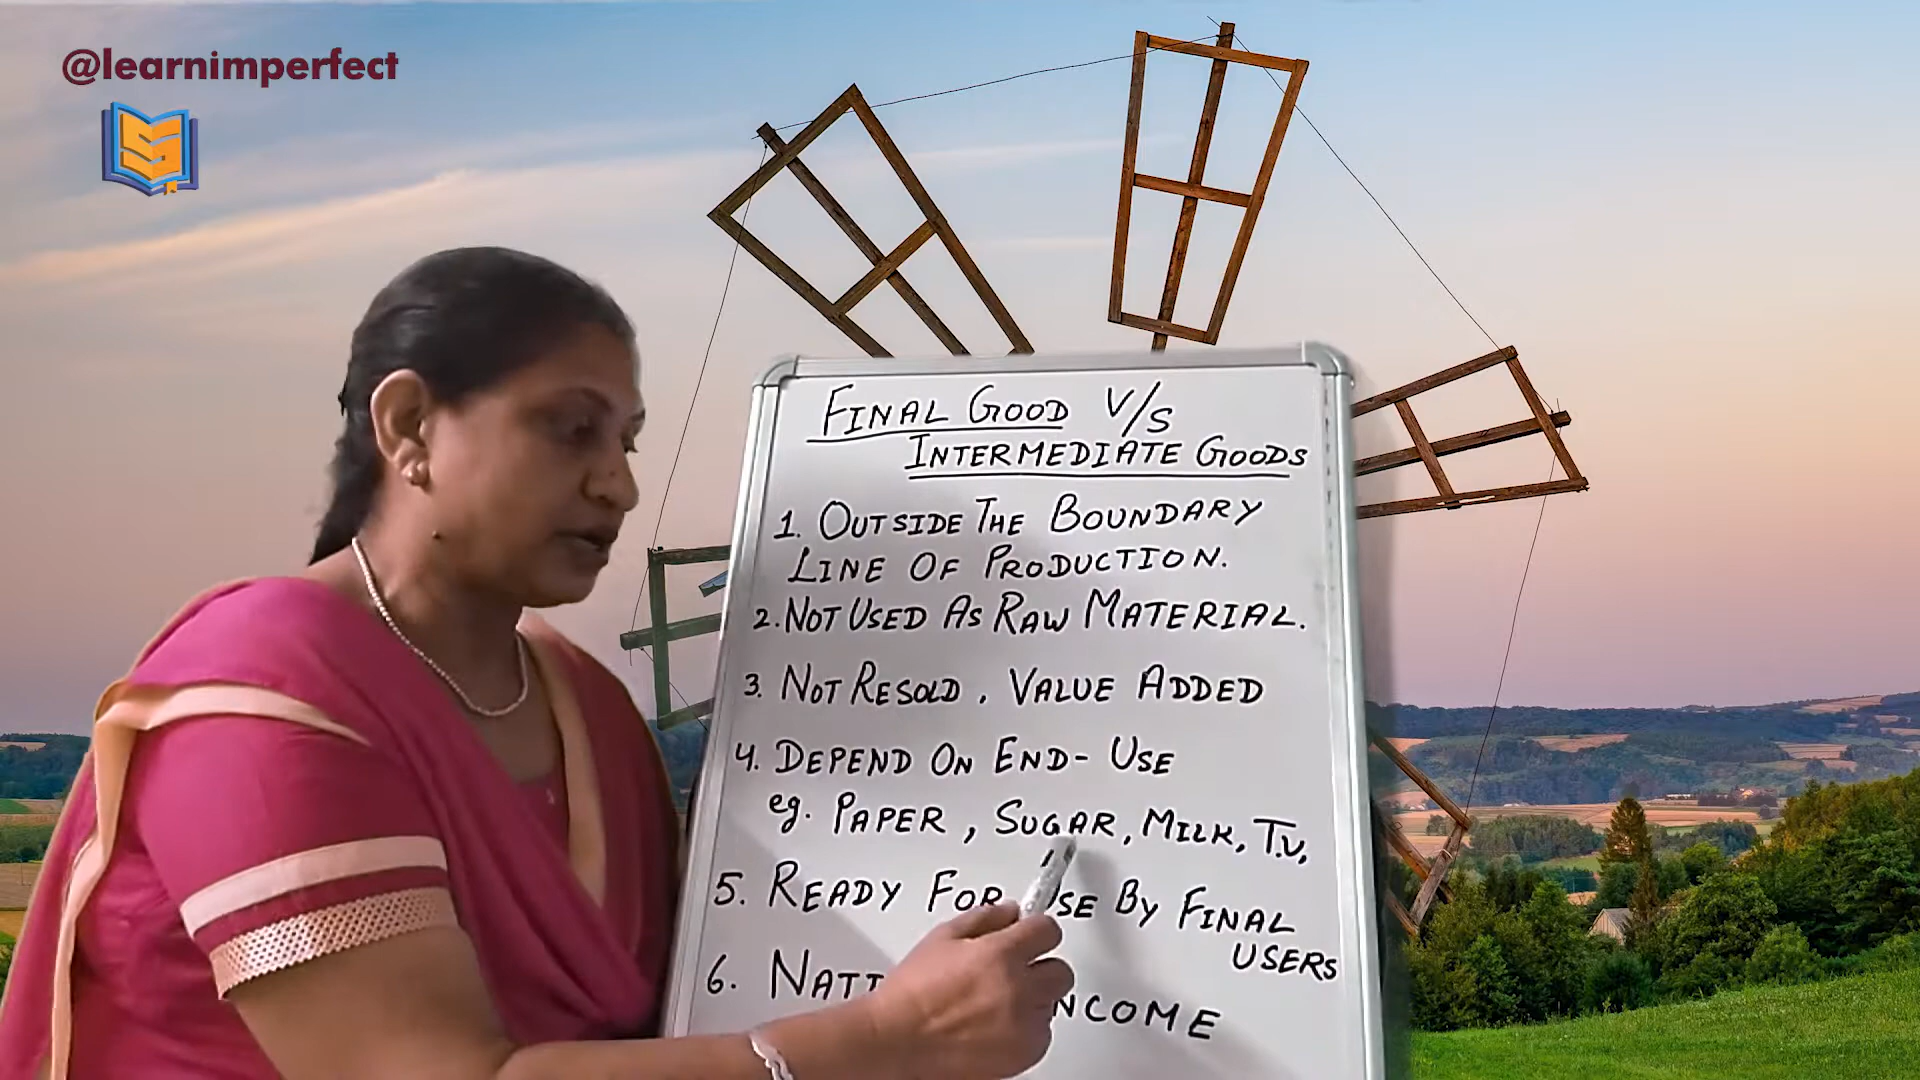 @learnimperfect
FINAL GOOD V/S
INTERMEDIATE GOODS
1. OUTSIDE THE BOUNDARY
LINE OF PRODUCTION.
2. NOT USED AS RAW MATERIAL.
3. NOT RESOLD. VALUE ADDED
4. DEPEND ON END-USE
eg. PAPER, SUGAR, MILK, T.V,
5. READY FOR USE BY FINAL
USERS
6.